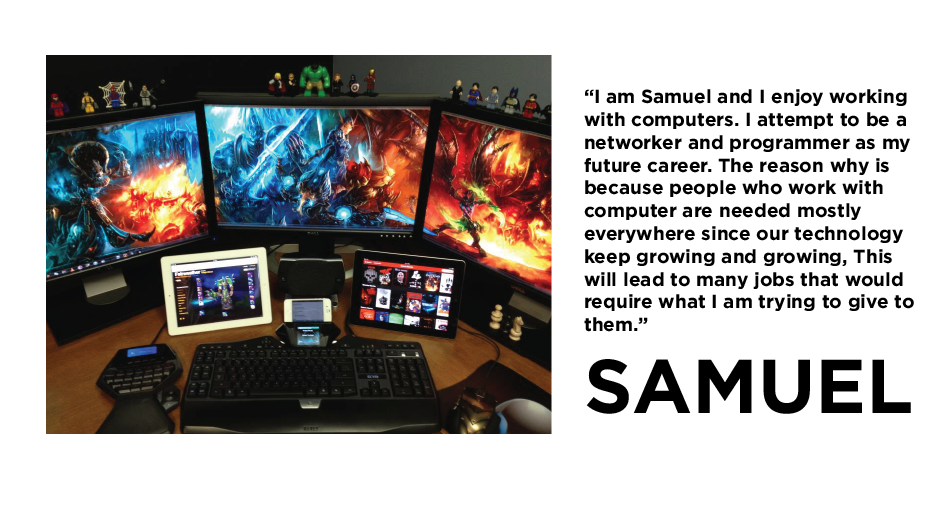 “I am Samuel and I enjoy working
with computers. I attempt to be a
networker and programmer as my
future career. The reason why is
because people who work with
computer are needed mostly
everywhere since our technology
keep growing and growing, This
will lead to many jobs that would
require what I am trying to give to
them.”
SAMUEL